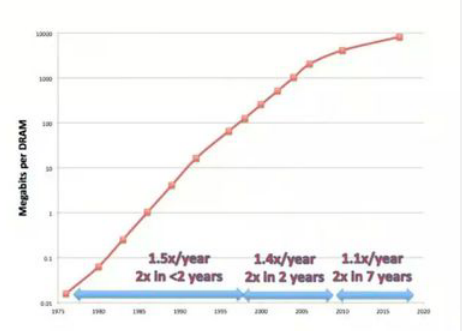 10000
1000
100
10
1
0.1
0.01
Megabits per DRAM
1.5x/year
2x in <2 years
1.4x/year
2x in 2 years
1.1x/year
2x in 7 years
1975 1980 1985 1990 1995 2000 2005 2010 2015 2020